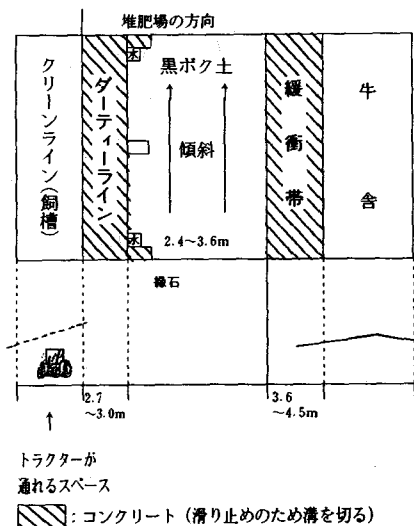 堆肥場の方向
クリーンライン(飼槽)
ダーティーライン
水
黒ボク土
傾斜
緩衝帯
牛舎
水
2.4~3.6m
縁石
2.7
~3.0m
3.6
~4.5m
トラクターが
通れるスペース
:コンクリート(滑り止めのため溝を切る)